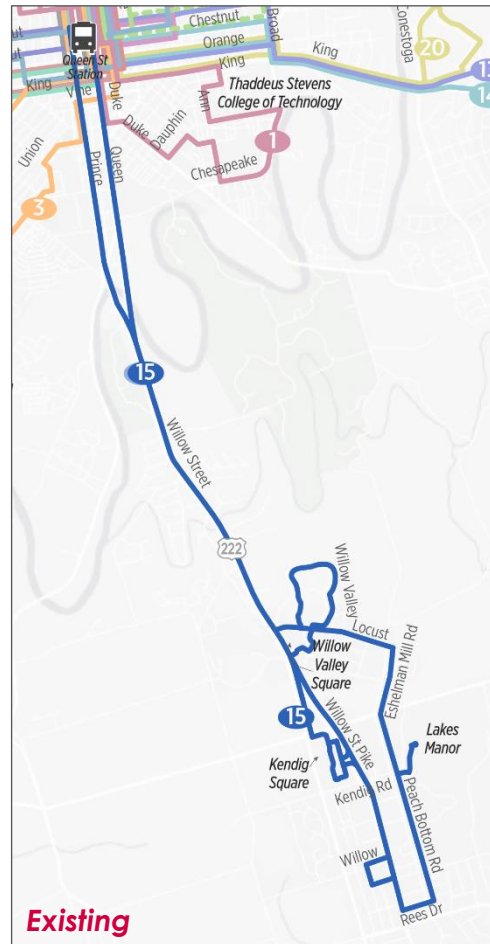 Chestnut
Broad
Conestoga
ut
Orange
20
King
Queen St
Station
King
King
13
Vine
Duke
Thaddeus Stevens
College of Technology
14
Ann
Union
Duke
Dauphin
1
Prince
Queen
Chesapeake
3
15
Willow Street
222
Willow Valley
Locust
Eshelman Mill Rd
Willow
Valley
Square
15
Willow St Pike
Lakes
Manor
Kendig
Square
Kendig Rd
Peach Bottom Rd
Willow
Rees Dr
Existing